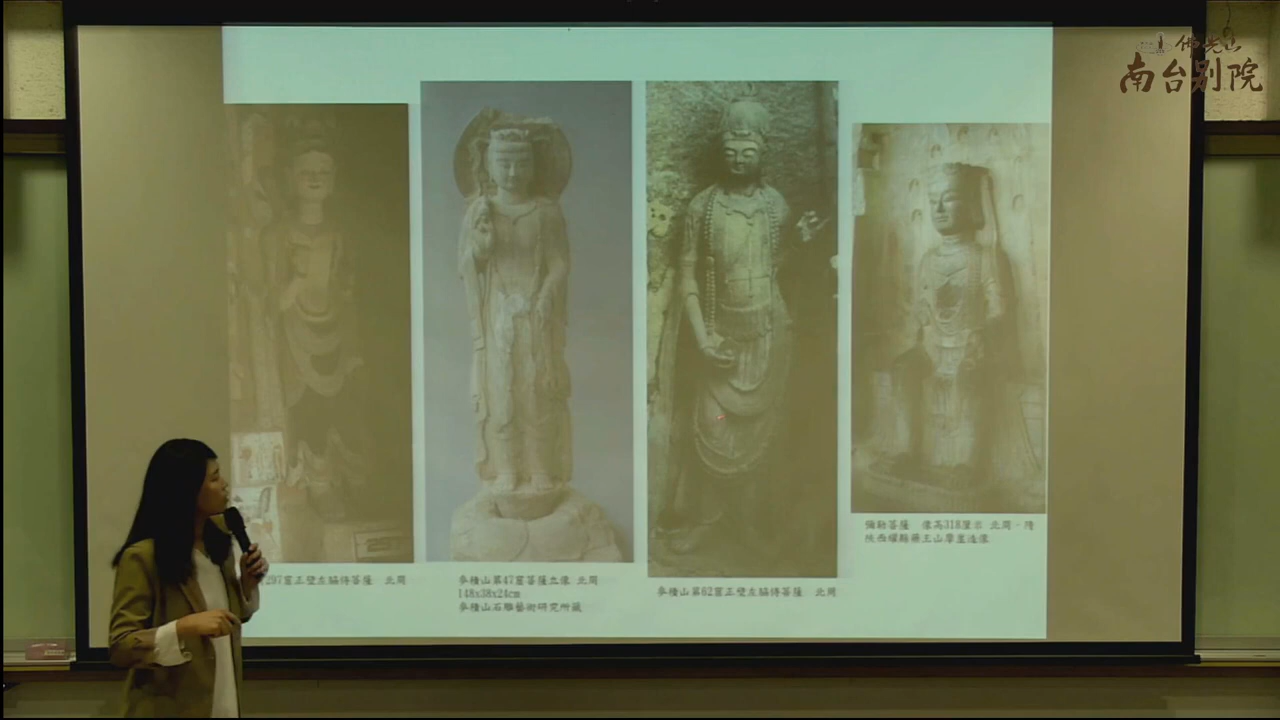 佛光山
南台别院
297窟正壁左脇侍菩薩 北周
麥積山第47窟菩薩立像 北周
148x38x24cm
麥積山石雕藝術研究所藏
麥積山第62窟正壁左脇侍菩薩 北周
彌勒菩薩 像高318厘米 北周-隋
陝西耀縣藥王山摩崖造像